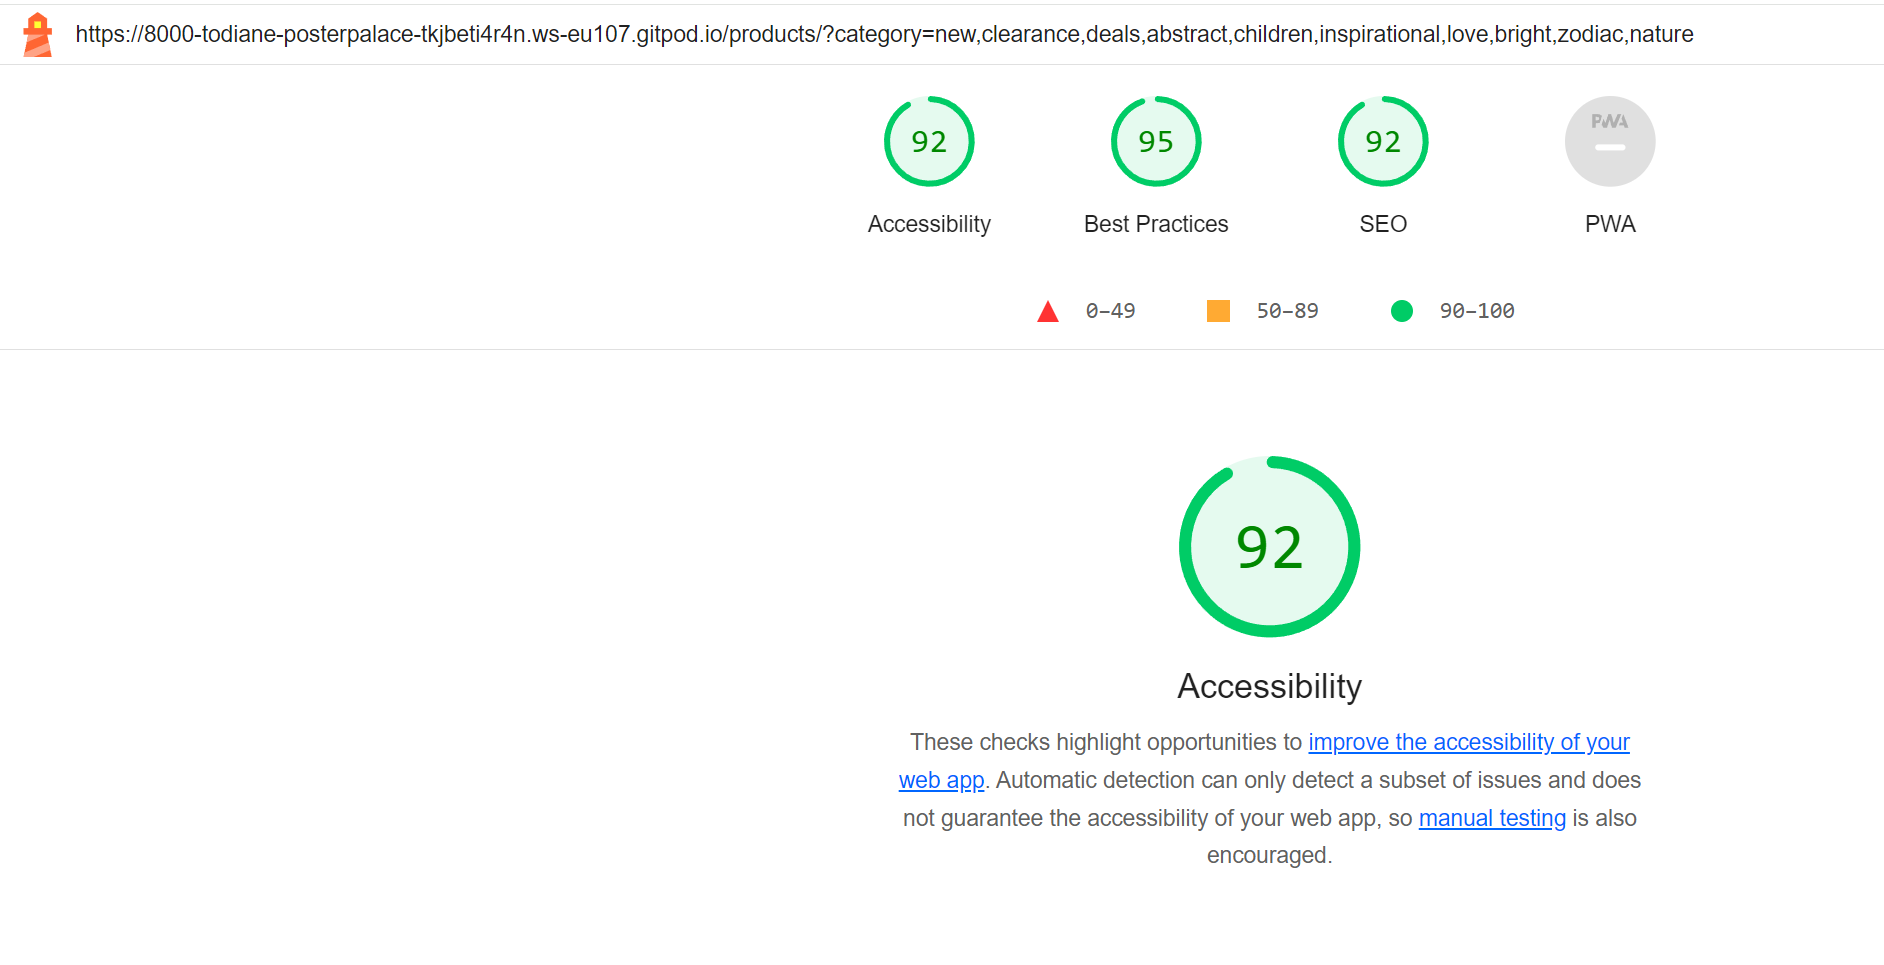 https://8000-todiane-posterpalace-tkjbeti4r4n.ws-eu107.gitpod.io/products/?category=new,clearance,deals,abstract,children,inspirational,love,bright,zodiac,nature
92 95 92 PWA
Accessibility Best Practices SEO PWA
0–49 50–89 90–100
92
Accessibility
These checks highlight opportunities to improve the accessibility of your
web app. Automatic detection can only detect a subset of issues and does
not guarantee the accessibility of your web app, so manual testing is also
encouraged.